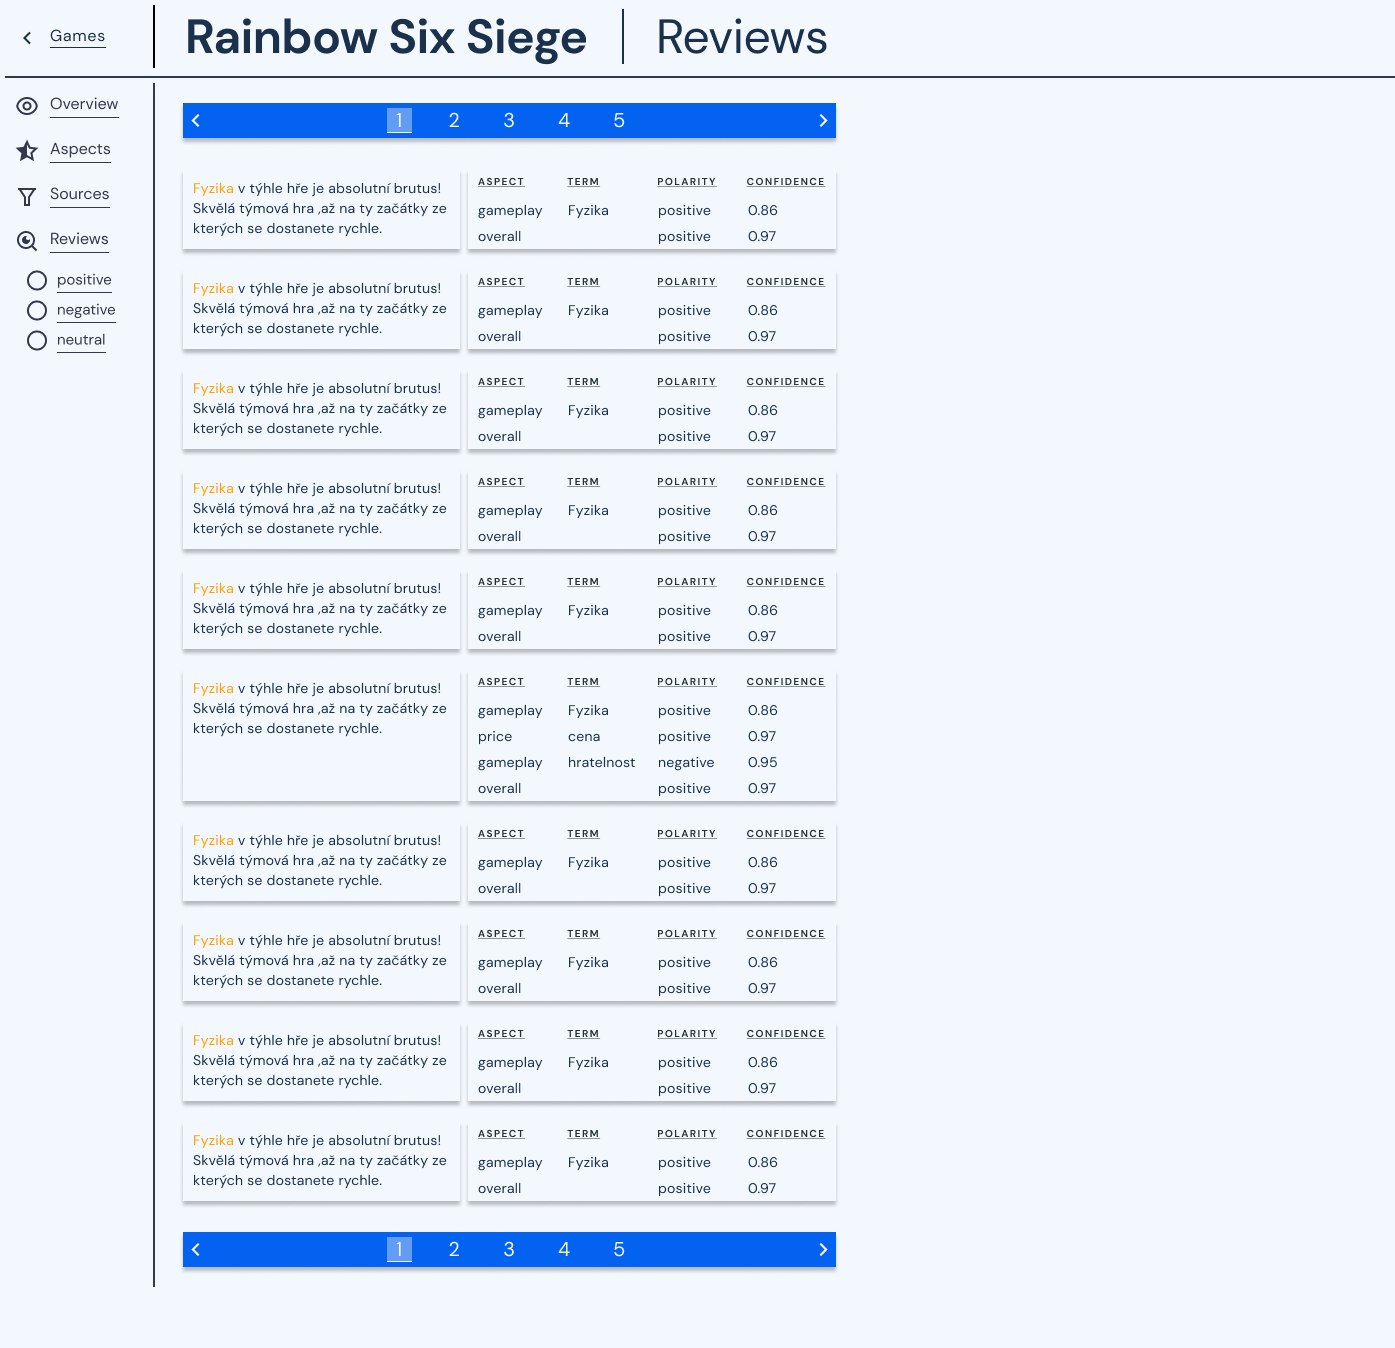 Games
Rainbow Six Siege
Reviews
Overview
Aspects
Sources
Reviews
positive
negative
neutral
1 2 3 4 5
Fyzika v týhle hře je absolutní brutus!
Skvělá týmová hra ,až na ty začátky ze
kterých se dostanete rychle.
ASPECT TERM POLARITY CONFIDENCE
gameplay Fyzika positive 0.86
overall positive 0.97
Fyzika v týhle hře je absolutní brutus!
Skvělá týmová hra ,až na ty začátky ze
kterých se dostanete rychle.
ASPECT TERM POLARITY CONFIDENCE
gameplay Fyzika positive 0.86
overall positive 0.97
Fyzika v týhle hře je absolutní brutus!
Skvělá týmová hra ,až na ty začátky ze
kterých se dostanete rychle.
ASPECT TERM POLARITY CONFIDENCE
gameplay Fyzika positive 0.86
overall positive 0.97
Fyzika v týhle hře je absolutní brutus!
Skvělá týmová hra ,až na ty začátky ze
kterých se dostanete rychle.
ASPECT TERM POLARITY CONFIDENCE
gameplay Fyzika positive 0.86
overall positive 0.97
Fyzika v týhle hře je absolutní brutus!
Skvělá týmová hra ,až na ty začátky ze
kterých se dostanete rychle.
ASPECT TERM POLARITY CONFIDENCE
gameplay Fyzika positive 0.86
overall positive 0.97
Fyzika v týhle hře je absolutní brutus!
Skvělá týmová hra ,až na ty začátky ze
kterých se dostanete rychle.
ASPECT TERM POLARITY CONFIDENCE
gameplay Fyzika positive 0.86
price cena positive 0.97
gameplay hratelnost negative 0.95
overall positive 0.97
Fyzika v týhle hře je absolutní brutus!
Skvělá týmová hra ,až na ty začátky ze
kterých se dostanete rychle.
ASPECT TERM POLARITY CONFIDENCE
gameplay Fyzika positive 0.86
overall positive 0.97
Fyzika v týhle hře je absolutní brutus!
Skvělá týmová hra ,až na ty začátky ze
kterých se dostanete rychle.
ASPECT TERM POLARITY CONFIDENCE
gameplay Fyzika positive 0.86
overall positive 0.97
Fyzika v týhle hře je absolutní brutus!
Skvělá týmová hra ,až na ty začátky ze
kterých se dostanete rychle.
ASPECT TERM POLARITY CONFIDENCE
gameplay Fyzika positive 0.86
overall positive 0.97
Fyzika v týhle hře je absolutní brutus!
Skvělá týmová hra ,až na ty začátky ze
kterých se dostanete rychle.
ASPECT TERM POLARITY CONFIDENCE
gameplay Fyzika positive 0.86
overall positive 0.97
1 2 3 4 5